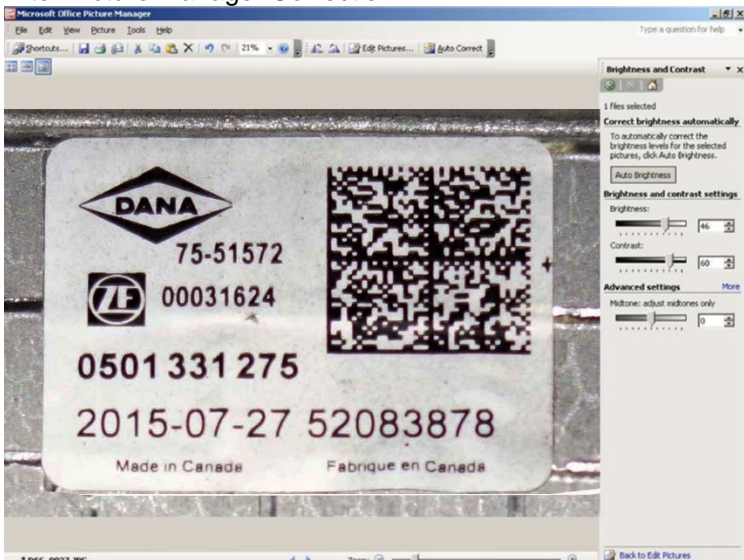 Microsoft Office Picture Manager
File Edit View Picture Tools Help
Type a question for help
Shortcuts... 21% Edit Pictures... Auto Correct
Brightness and Contrast
1 files selected
Correct brightness automatically
To automatically correct the
brightness levels for the selected
pictures, click Auto Brightness.
Auto Brightness
Brightness and contrast settings
Brightness:
46
Contrast:
60
Advanced settings More
Midtone: adjust midtones only
0
DANA
75-51572
ZF 00031624
0501 331 275
2015-07-27 52083878
Made in Canada Fabrique en Canada
Back to Edit Pictures